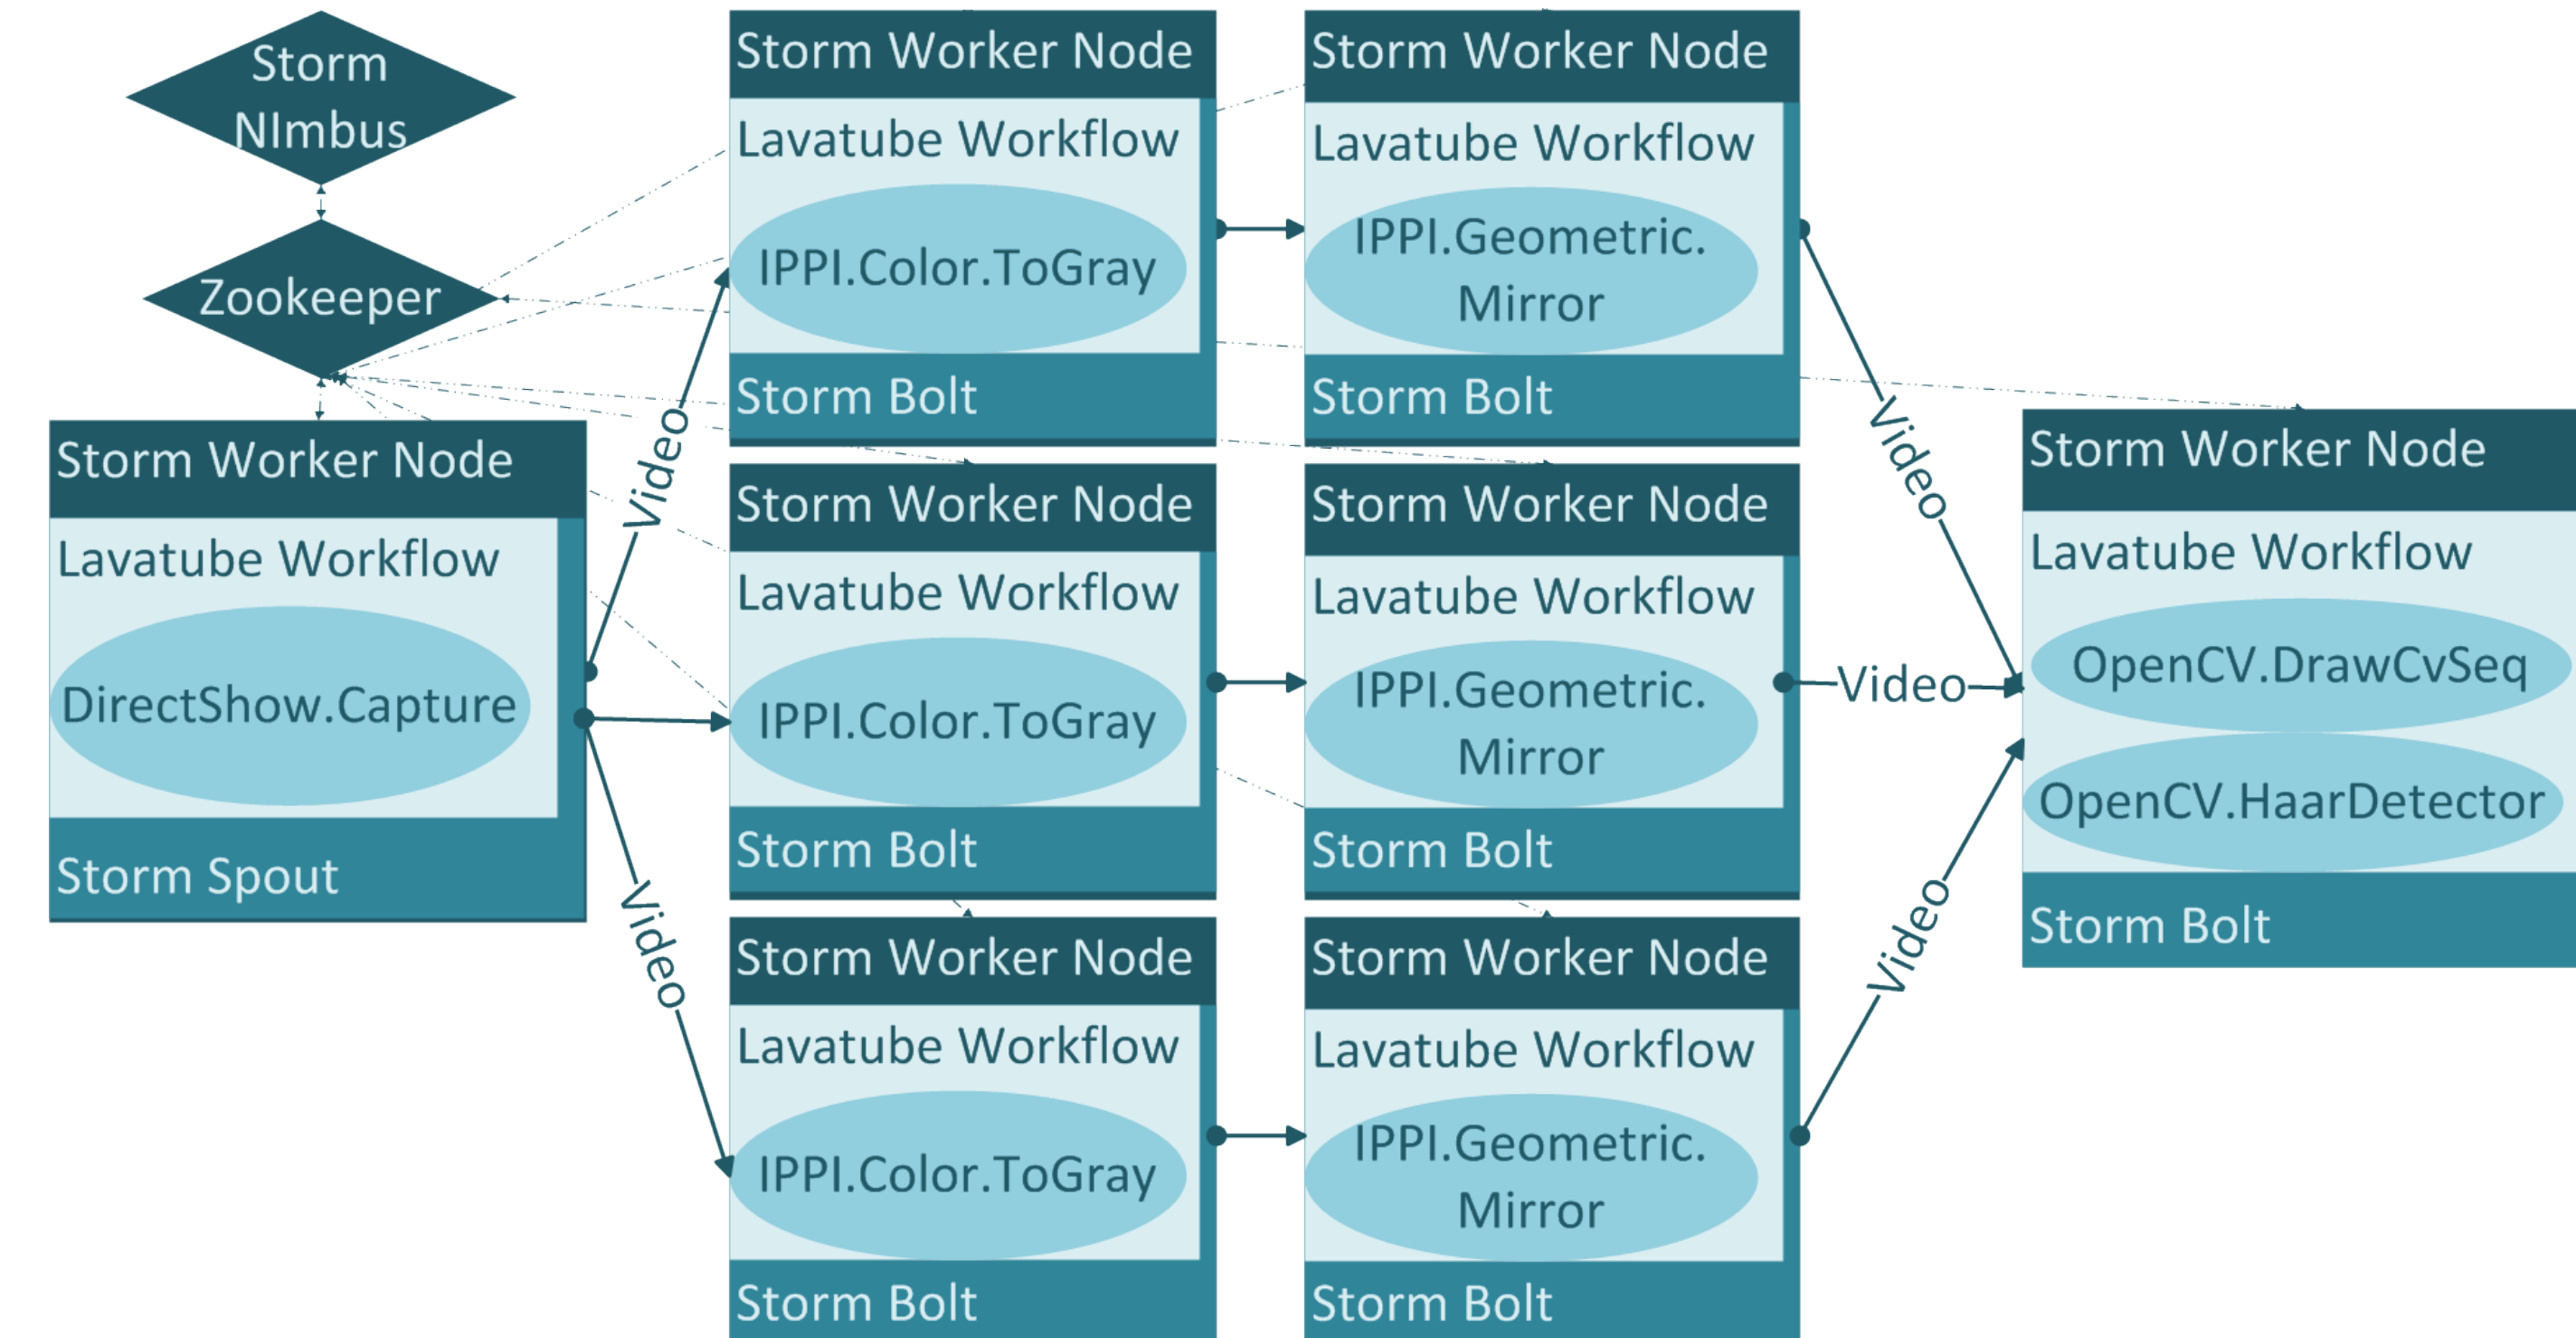 Storm
NImbus
Zookeeper
Storm Worker Node
Lavatube Workflow
DirectShow.Capture
Storm Spout
Video
Video
Storm Worker Node
Lavatube Workflow
IPPI.Color.ToGray
Storm Bolt
Storm Worker Node
Lavatube Workflow
IPPI.Geometric.
Mirror
Storm Bolt
Storm Worker Node
Lavatube Workflow
IPPI.Color.ToGray
Storm Bolt
Storm Worker Node
Lavatube Workflow
IPPI.Geometric.
Mirror
Storm Bolt
Storm Worker Node
Lavatube Workflow
IPPI.Color.ToGray
Storm Bolt
Storm Worker Node
Lavatube Workflow
IPPI.Geometric.
Mirror
Storm Bolt
Video
Video
Video
Storm Worker Node
Lavatube Workflow
OpenCV.DrawCvSeq
OpenCV.HaarDetector
Storm Bolt